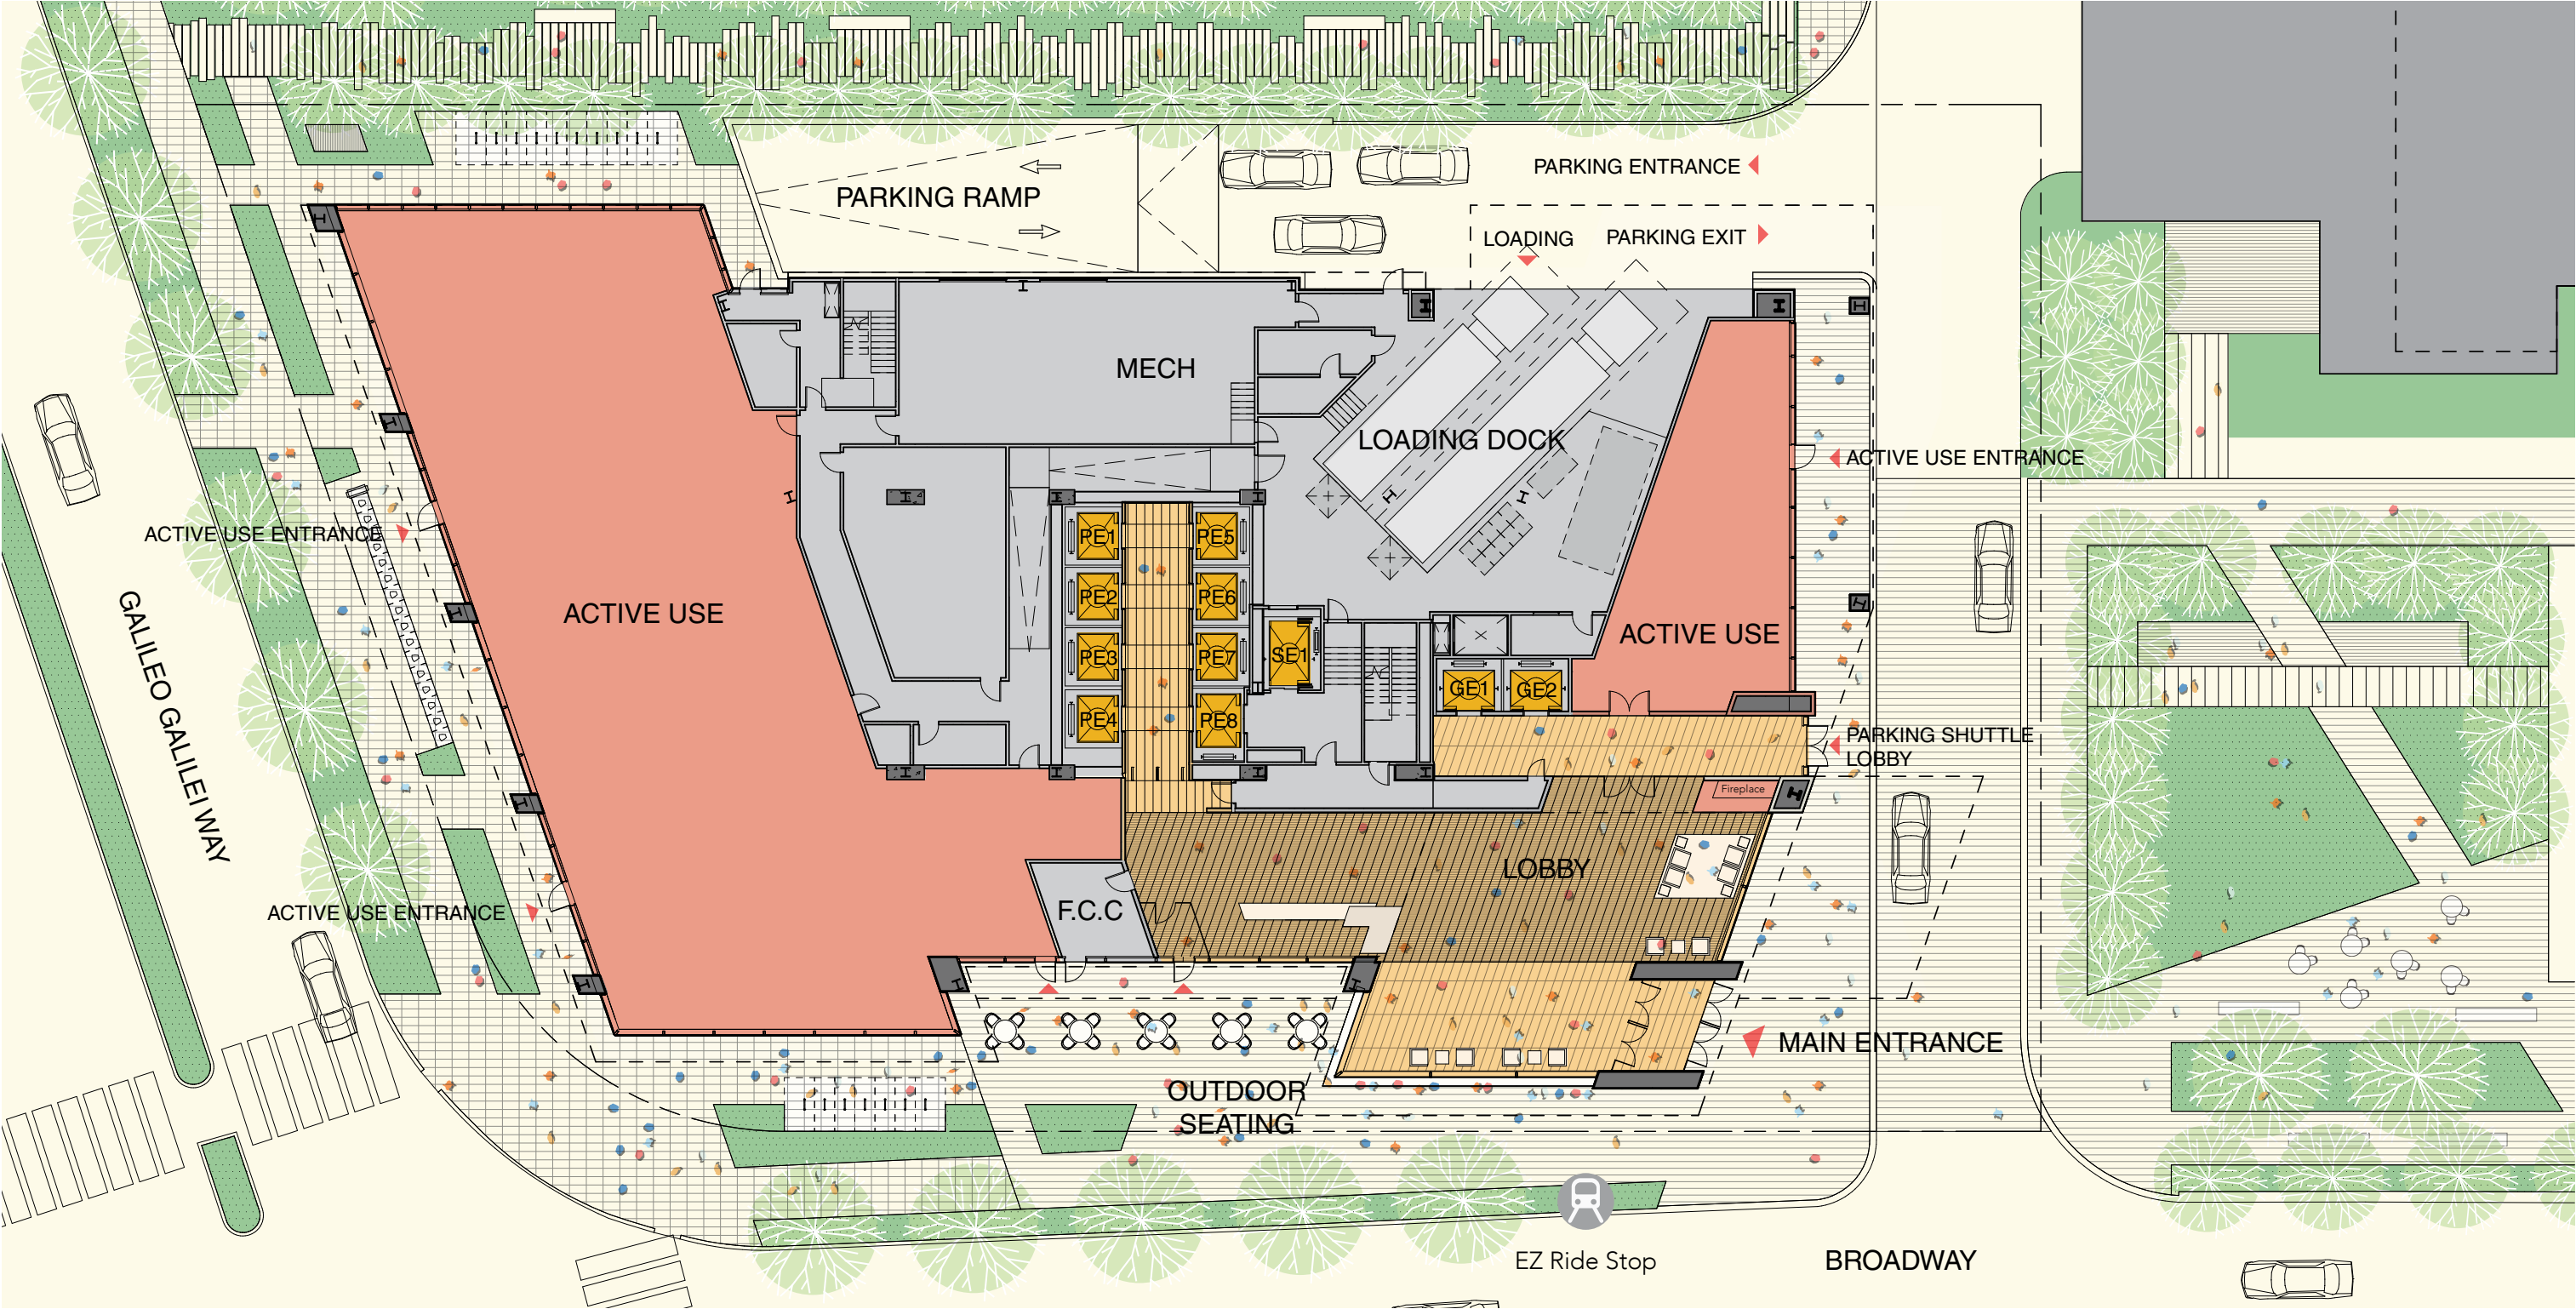 PARKING ENTRANCE
PARKING RAMP
LOADING
PARKING EXIT
MECH
LOADING DOCK
ACTIVE USE ENTRANCE
ACTIVE USE ENTRANCE
PE1
PE5
PE2
PE6
ACTIVE USE
ACTIVE USE
PE3
PE7
SE1
GE1
GE2
PE4
PE8
GALILEO GALILEI WAY
PARKING SHUTTLE
LOBBY
Fireplace
LOBBY
ACTIVE USE ENTRANCE
F.C.C
MAIN ENTRANCE
OUTDOOR
SEATING
EZ Ride Stop
BROADWAY